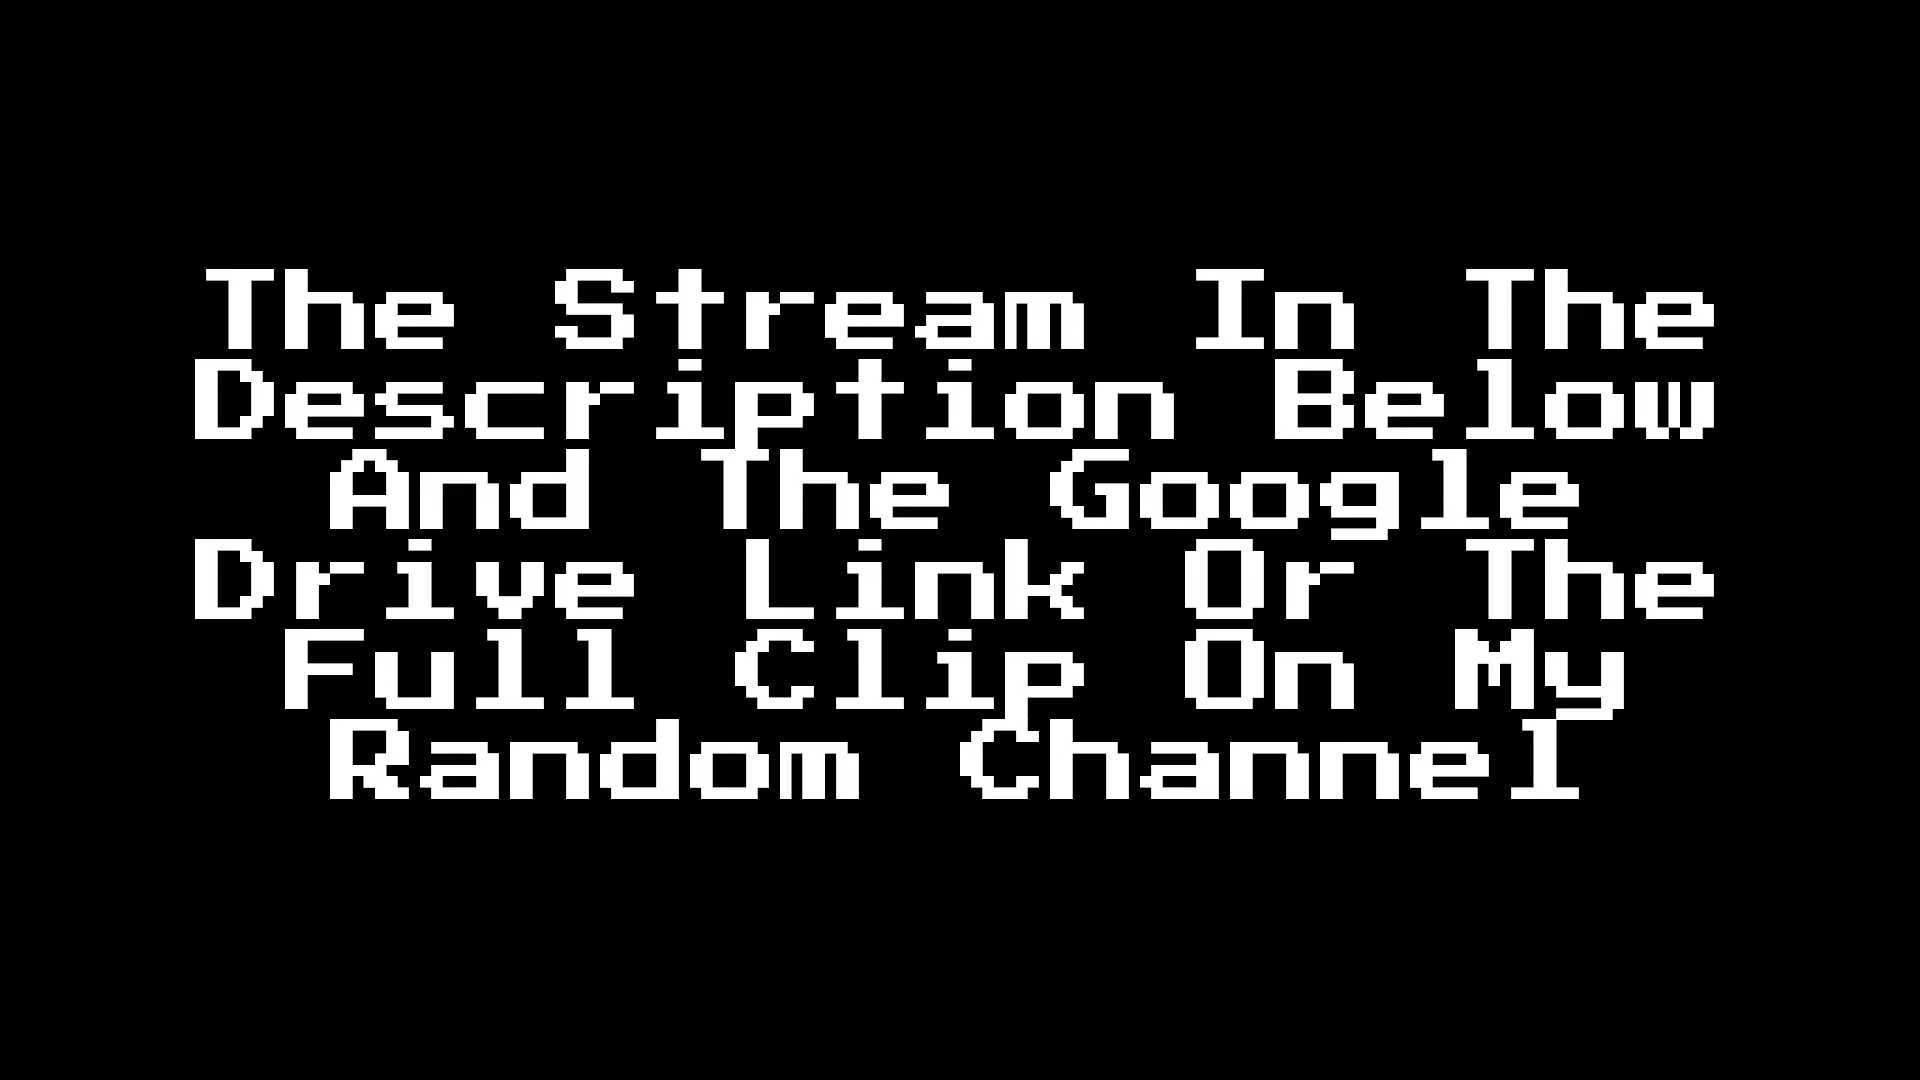 The Stream In The
Description Below
And The Google
Drive Link Or The
Full Clip On My
Random Channel